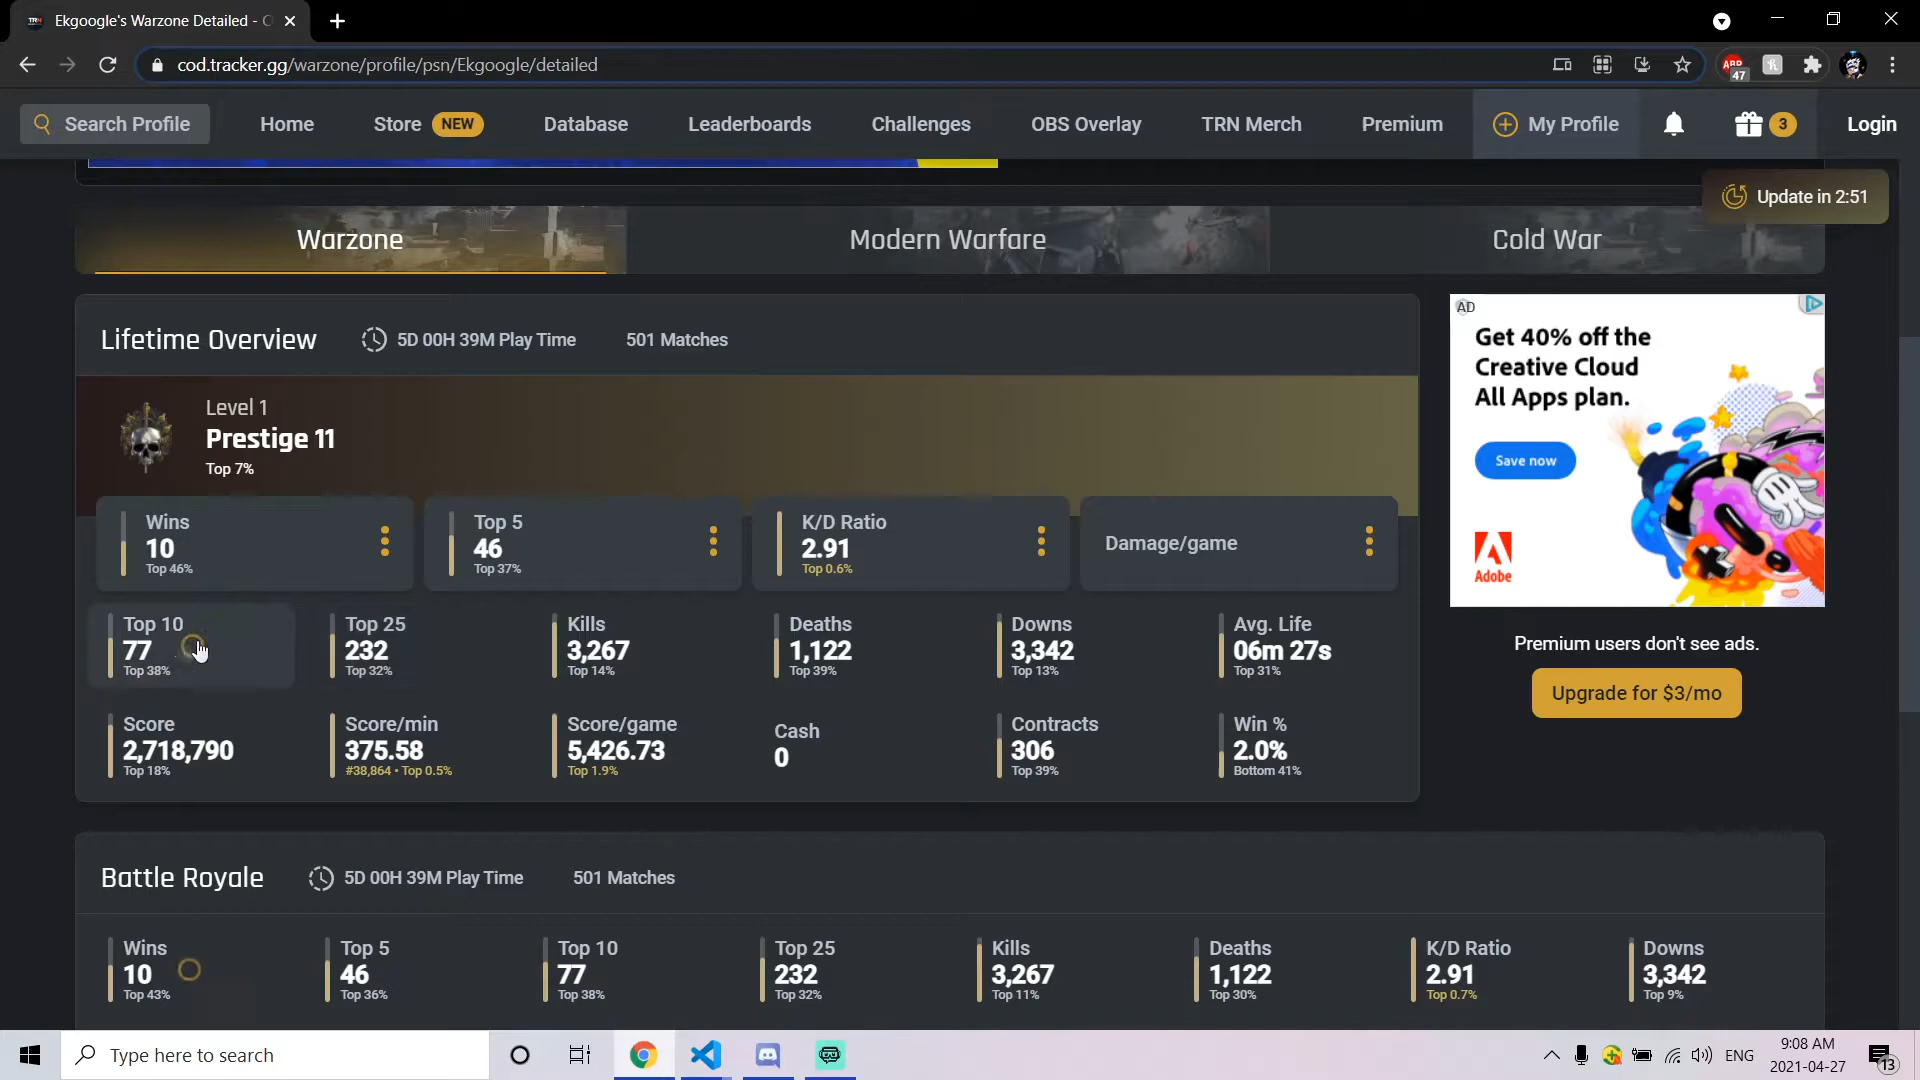 TRN Ekgoogle's Warzone Detailed - C
cod.tracker.gg/warzone/profile/psn/Ekgoogle/detailed
ABP 47
Search Profile Home Store NEW Database Leaderboards Challenges OBS Overlay TRN Merch Premium My Profile 3 Login
Update in 2:51
Warzone Modern Warfare Cold War
Lifetime Overview 5D 00H 39M Play Time 501 Matches
Level 1
Prestige 11
Top 7%
Wins
10
Top 46%
Top 5
46
Top 37%
K/D Ratio
2.91
Top 0.6%
Damage/game
Top 10
77
Top 38%
Top 25
232
Top 32%
Kills
3,267
Top 14%
Deaths
1,122
Top 39%
Downs
3,342
Top 13%
Avg. Life
06m 27s
Top 31%
Score
2,718,790
Top 18%
Score/min
375.58
#38,864 • Top 0.5%
Score/game
5,426.73
Top 1.9%
Cash
0
Contracts
306
Top 39%
Win %
2.0%
Bottom 41%
AD
Get 40% off the
Creative Cloud
All Apps plan.
Save now
Adobe
Premium users don't see ads.
Upgrade for $3/mo
Battle Royale 5D 00H 39M Play Time 501 Matches
Wins
10
Top 43%
Top 5
46
Top 36%
Top 10
77
Top 38%
Top 25
232
Top 32%
Kills
3,267
Top 11%
Deaths
1,122
Top 30%
K/D Ratio
2.91
Top 0.7%
Downs
3,342
Top 9%
Type here to search
ENG
9:08 AM
2021-04-27
13